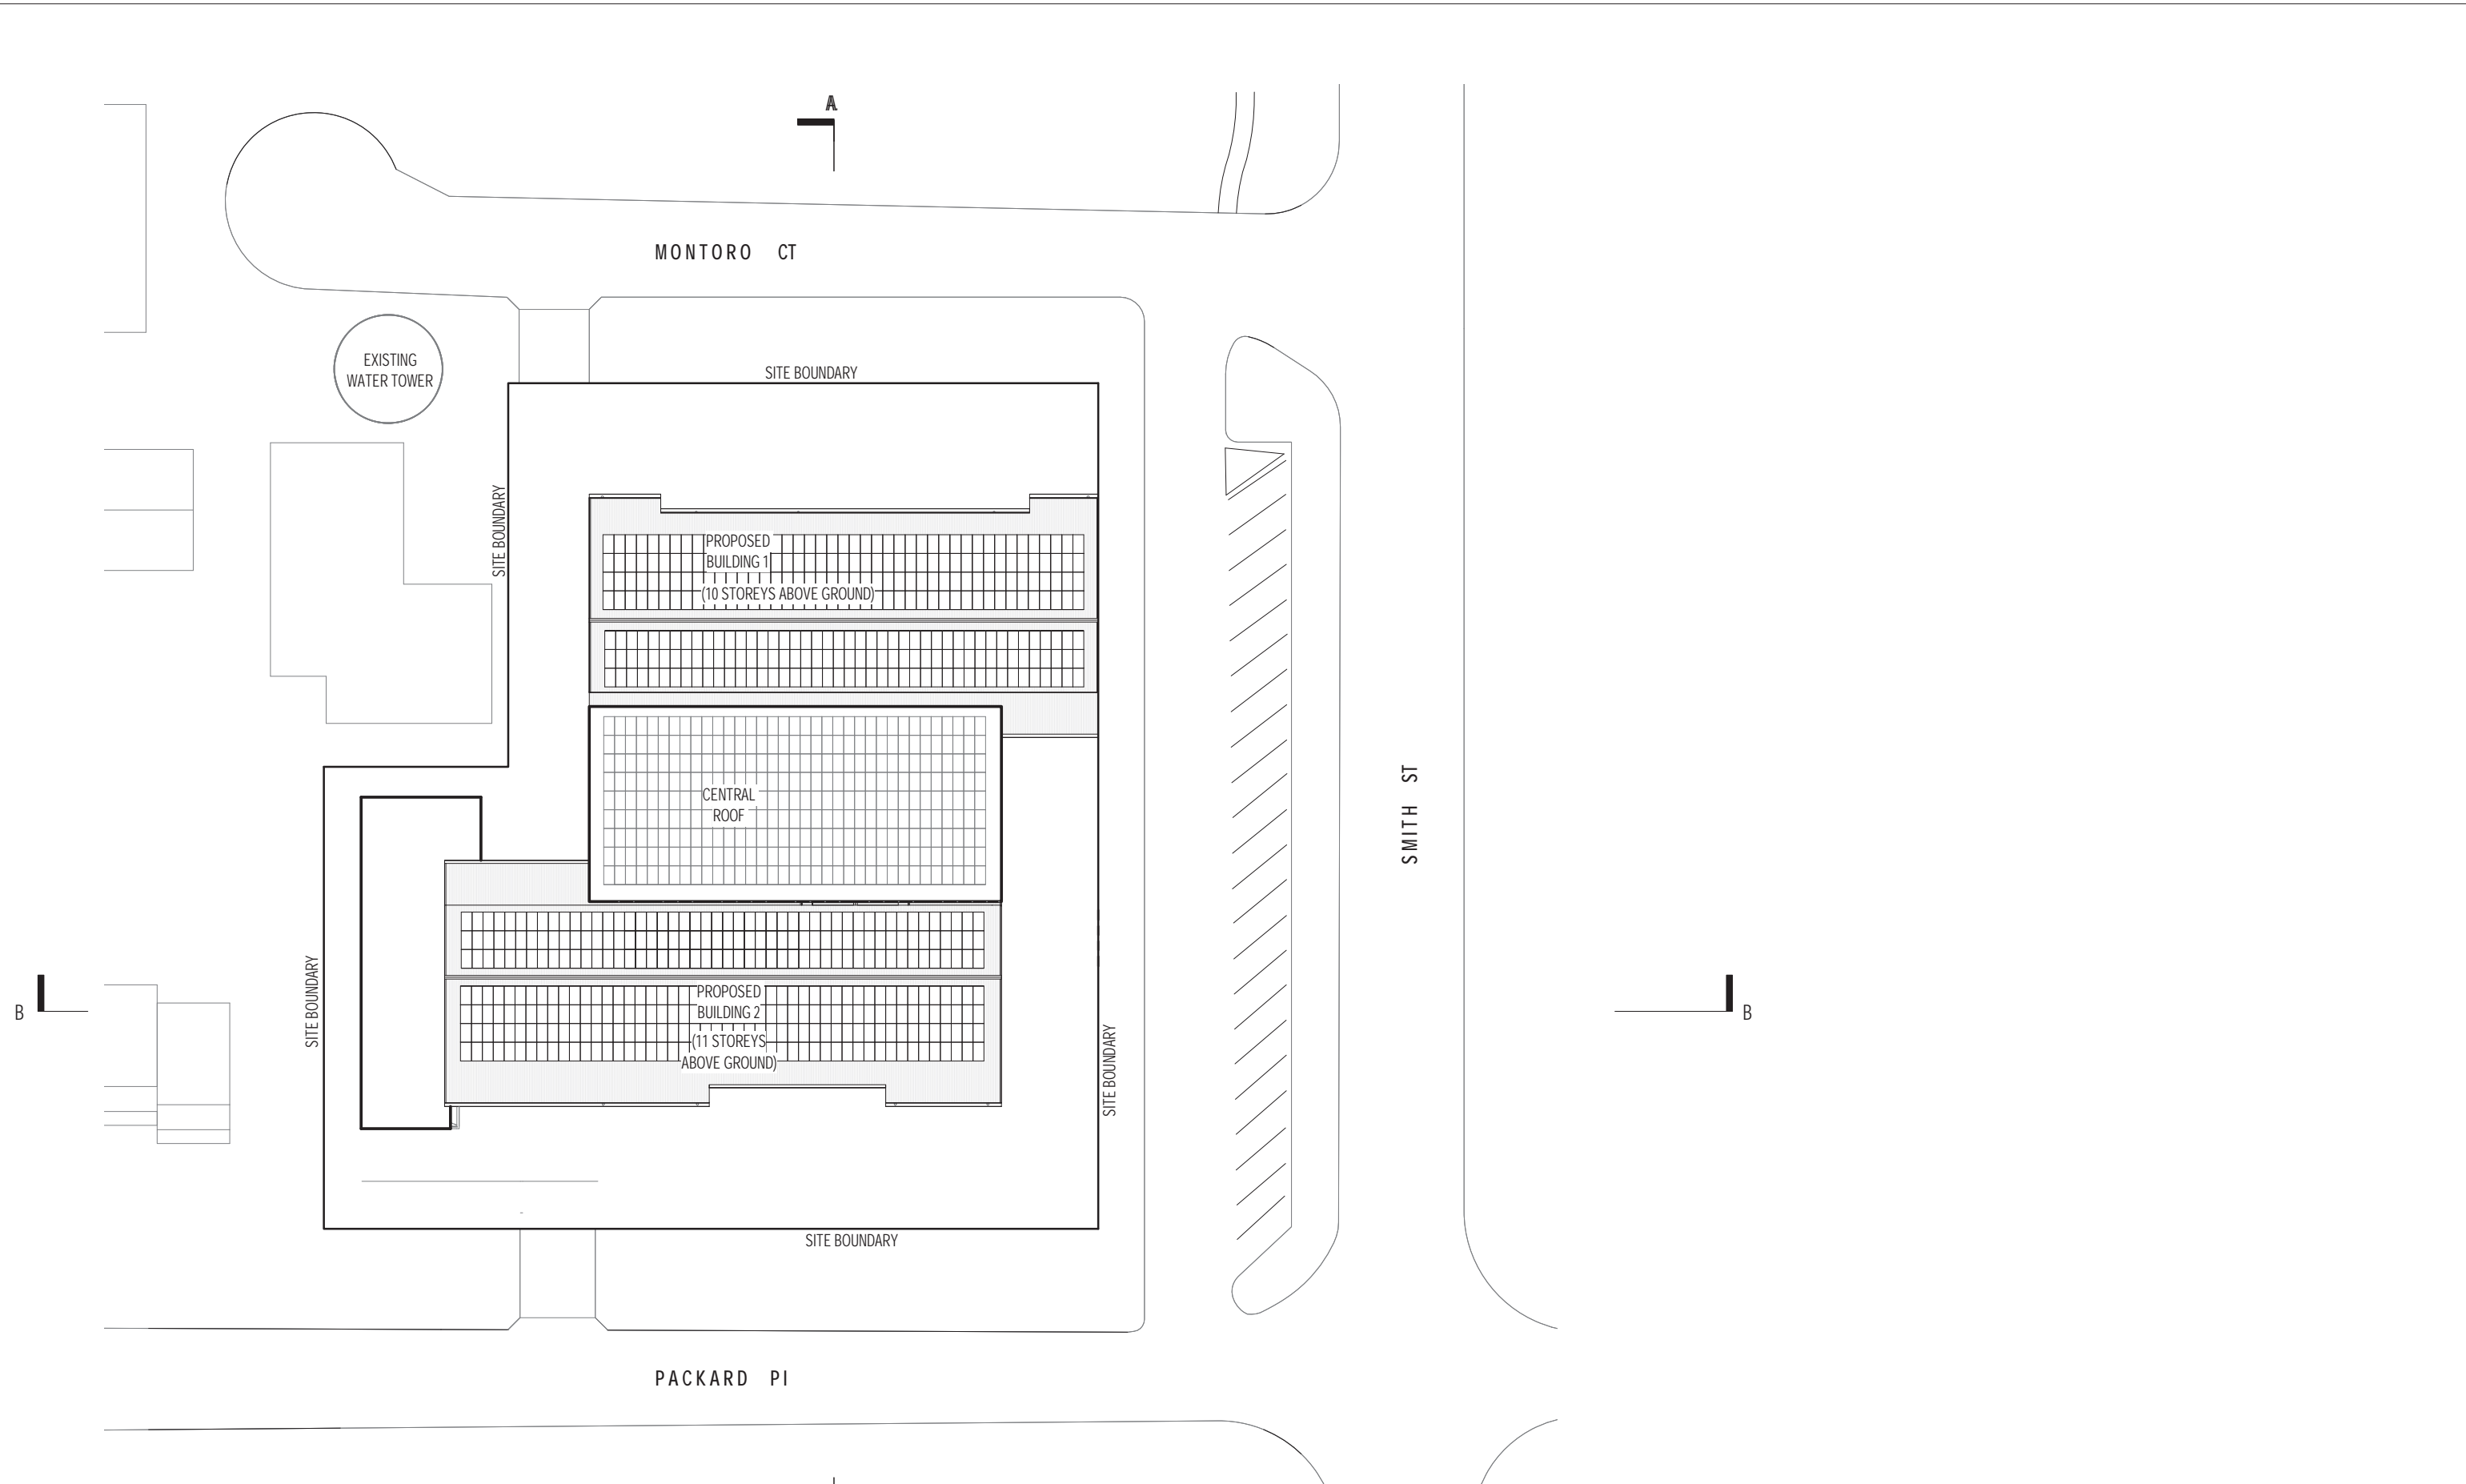 A
MONTORO CT
EXISTING
WATER TOWER
SITE BOUNDARY
SITE BOUNDARY
PROPOSED
BUILDING 1
(10 STOREYS ABOVE GROUND)
CENTRAL
ROOF
SMITH ST
SITE BOUNDARY
B
B
PROPOSED
BUILDING 2
(11 STOREYS
ABOVE GROUND)
SITE BOUNDARY
SITE BOUNDARY
PACKARD Pl